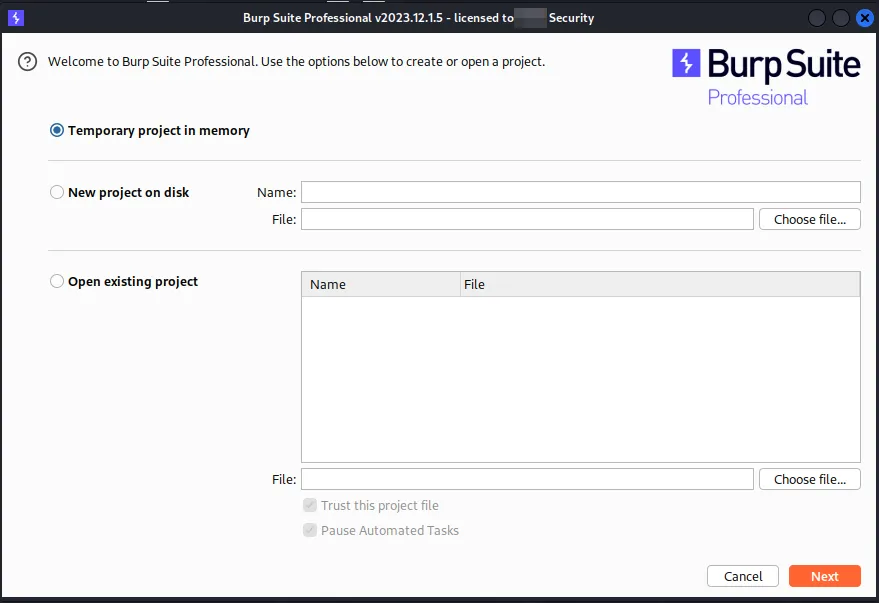 Burp Suite Professional v2023.12.1.5 - licensed to Security
Welcome to Burp Suite Professional. Use the options below to create or open a project.
Burp Suite
Professional
Temporary project in memory
New project on disk Name:
File: Choose file...
Open existing project Name File
File: Choose file...
Trust this project file
Pause Automated Tasks
Cancel Next